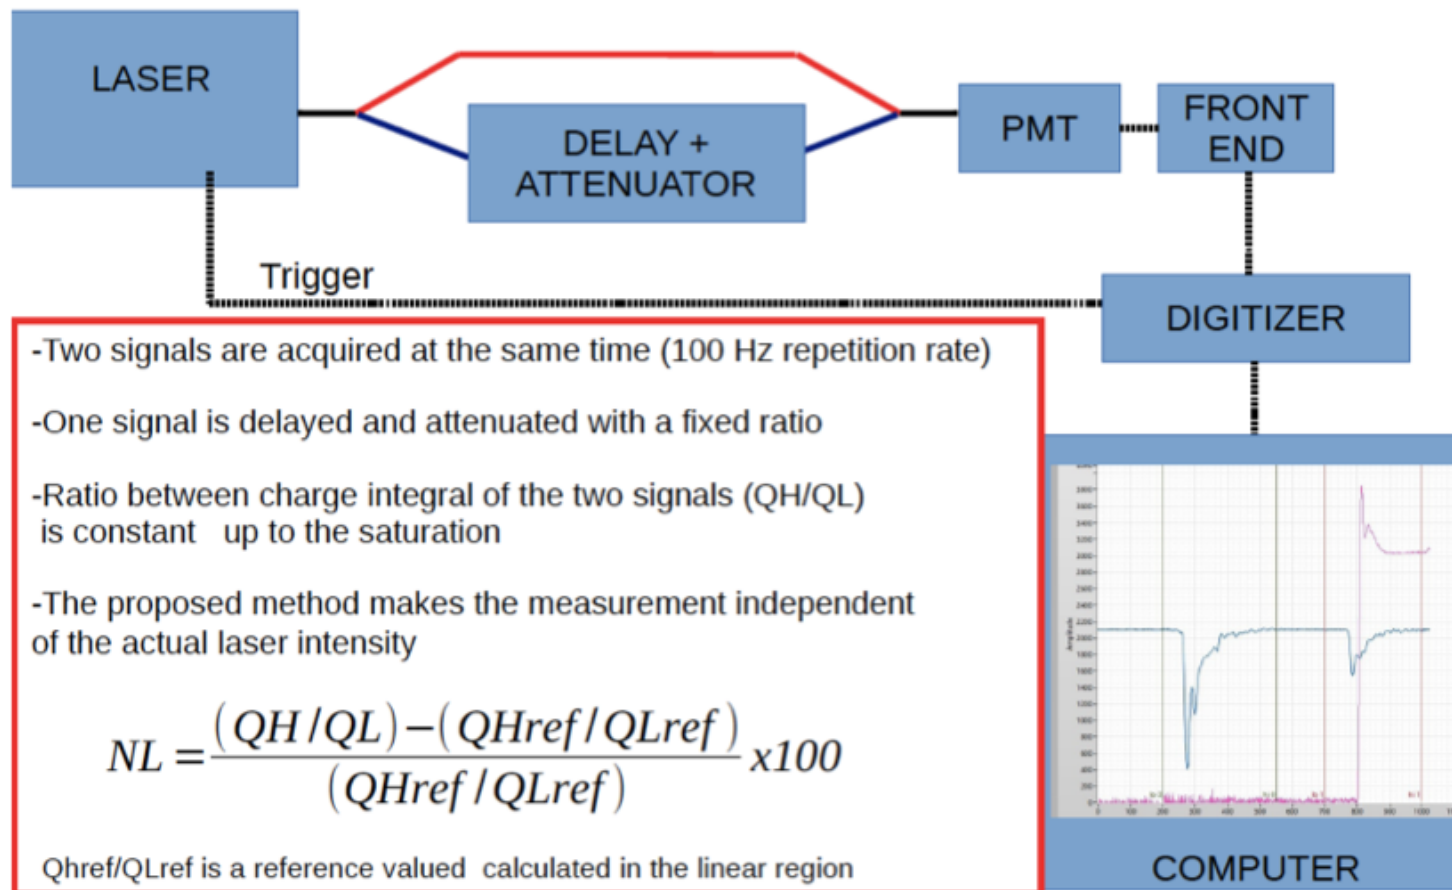 LASER
DELAY +
ATTENUATOR
PMT
FRONT
END
Trigger
DIGITIZER
-Two signals are acquired at the same time (100 Hz repetition rate)
-One signal is delayed and attenuated with a fixed ratio
-Ratio between charge integral of the two signals (QH/QL)
is constant up to the saturation
-The proposed method makes the measurement independent
of the actual laser intensity
NL = (QH/QL)−(QHref/QLref) / (QHref/QLref) x100
Qhref/QLref is a reference valued calculated in the linear region
Amplitude
COMPUTER